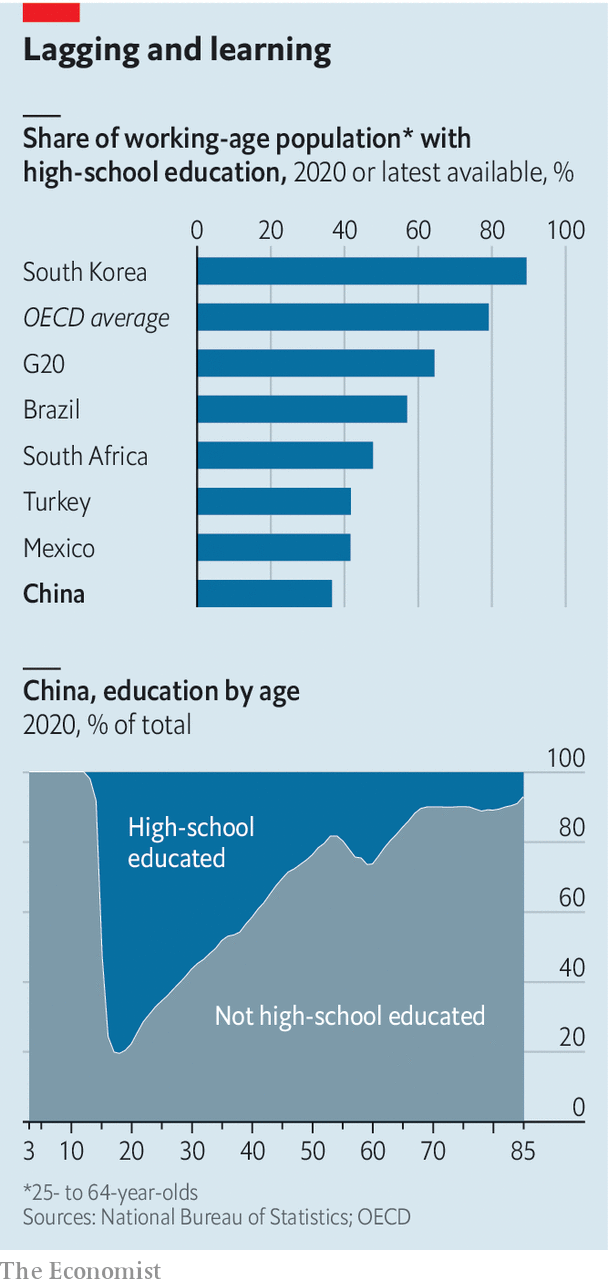 Lagging and learning
Share of working-age population* with
high-school education, 2020 or latest available, %
0 20 40 60 80 100
South Korea
OECD average
G20
Brazil
South Africa
Turkey
Mexico
China
China, education by age
2020, % of total
100
High-school
educated
80
60
40
Not high-school educated
20
0
3 10 20 30 40 50 60 70 85
*25- to 64-year-olds
Sources: National Bureau of Statistics; OECD
The Economist